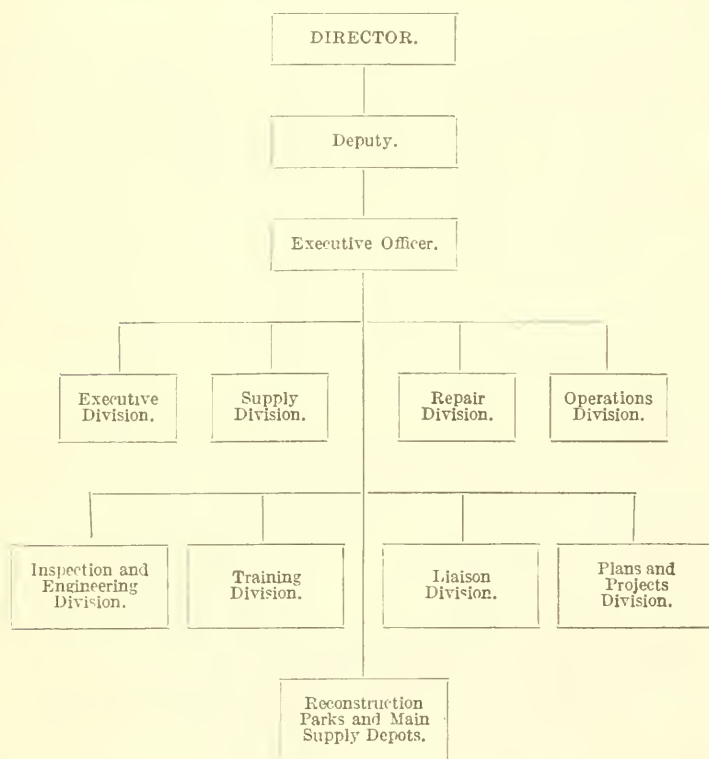 DIRECTOR.
Deputy.
Executive Officer.
Executive
Division.
Supply
Division.
Repair
Division.
Operations
Division.
Inspection and
Engineering
Division.
Training
Division.
Liaison
Division.
Plans and
Projects
Division.
Reconstruction
Parks and Main
Supply Depots.